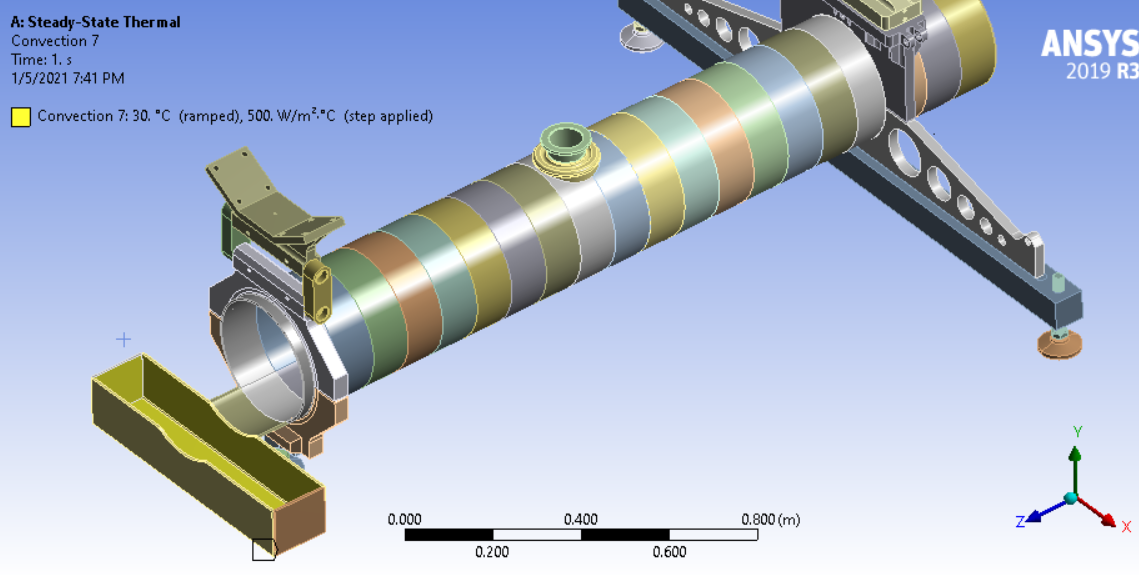 A: Steady-State Thermal
Convection 7
Time: 1. s
1/5/2021 7:41 PM
Convection 7: 30. °C (ramped), 500. W/m²·°C (step applied)
ANSYS
2019 R3
0.000
0.400
0.800 (m)
0.200
0.600
Y
Z
X